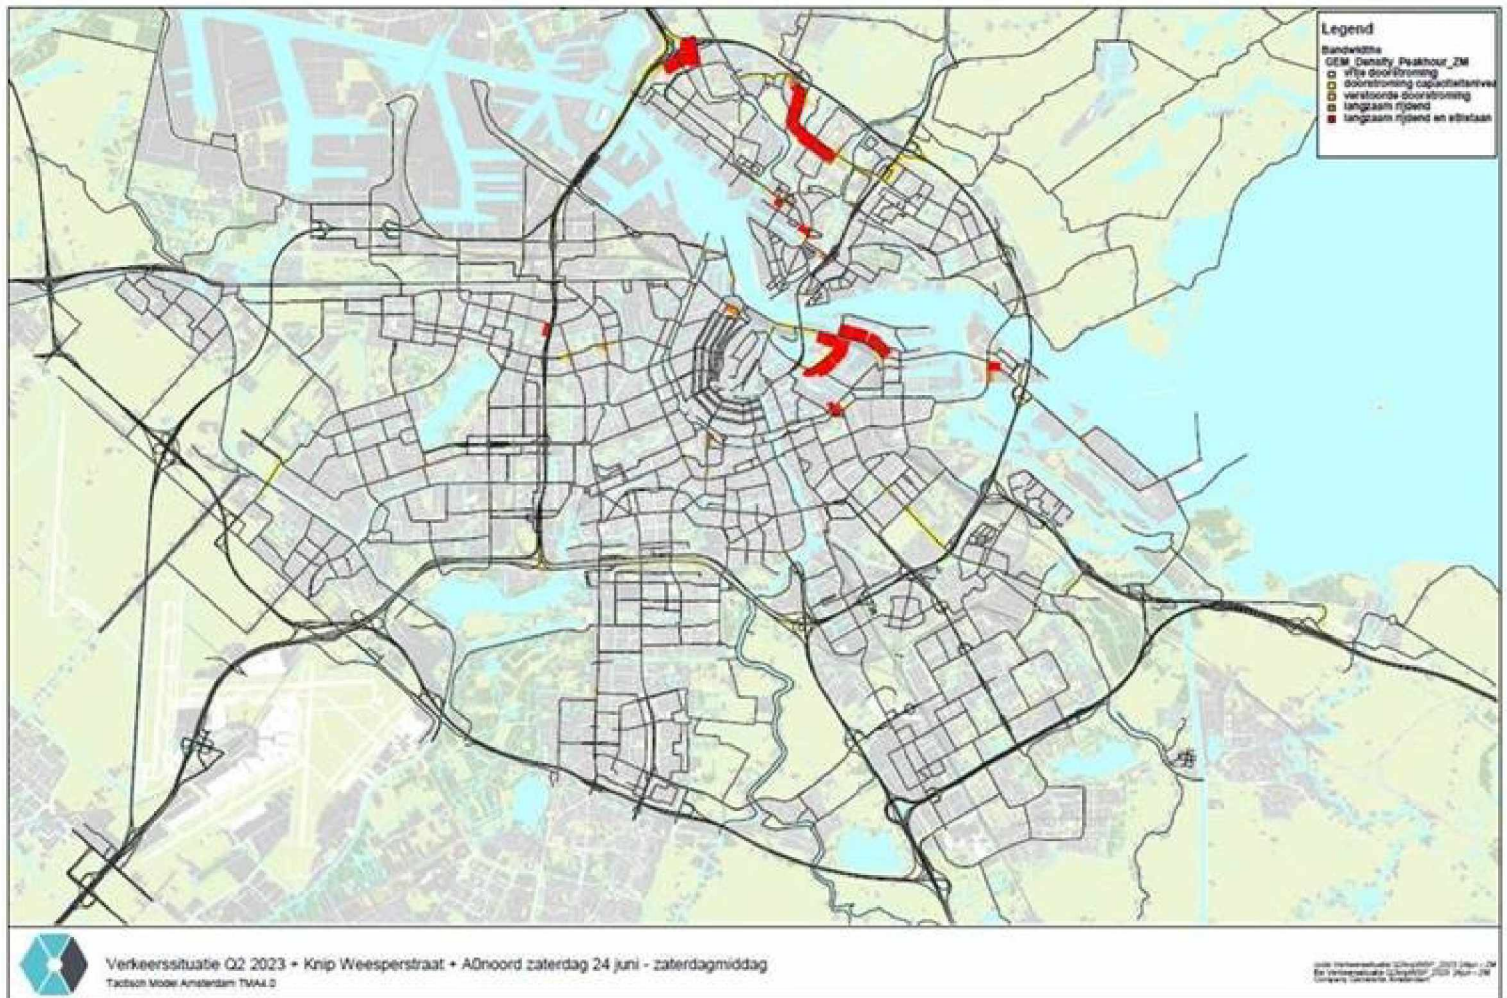 Legend
Bandwidths
GEM_Density_Peakhour_ZM
vrije doorstroming
doorstroming capaciteitsnivea
verstoorde doorstroming
langzaam rijdend
langzaam rijdend en stilstaan
Verkeerssituatie Q2 2023 + Knip Weesperstraat + A0noord zaterdag 24 juni - zaterdagmiddag
Tactisch Model Amsterdam TMA4.0